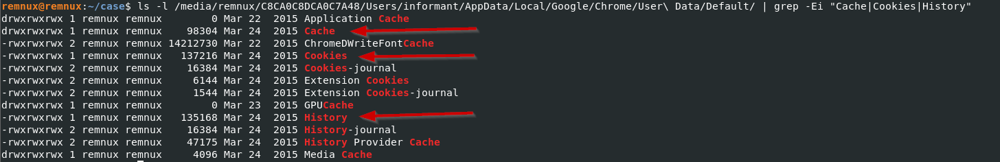 remnux@remnux:~/case$ ls -l /media/remnux/C8CA0C8DCA0C7A48/Users/informant/AppData/Local/Google/Chrome/User\ Data/Default/ | grep -Ei "Cache|Cookies|History"
drwxrwxrwx 1 remnux remnux        0 Mar 22  2015 Application Cache
drwxrwxrwx 1 remnux remnux    98304 Mar 24  2015 Cache
-rwxrwxrwx 2 remnux remnux 14212730 Mar 22  2015 ChromeDWriteFontCache
-rwxrwxrwx 1 remnux remnux   137216 Mar 24  2015 Cookies
-rwxrwxrwx 2 remnux remnux    16384 Mar 24  2015 Cookies-journal
-rwxrwxrwx 2 remnux remnux     6144 Mar 24  2015 Extension Cookies
-rwxrwxrwx 2 remnux remnux     1544 Mar 24  2015 Extension Cookies-journal
drwxrwxrwx 1 remnux remnux        0 Mar 23  2015 GPUCache
-rwxrwxrwx 1 remnux remnux   135168 Mar 24  2015 History
-rwxrwxrwx 2 remnux remnux    16384 Mar 24  2015 History-journal
-rwxrwxrwx 2 remnux remnux    47175 Mar 24  2015 History Provider Cache
drwxrwxrwx 1 remnux remnux     4096 Mar 24  2015 Media Cache